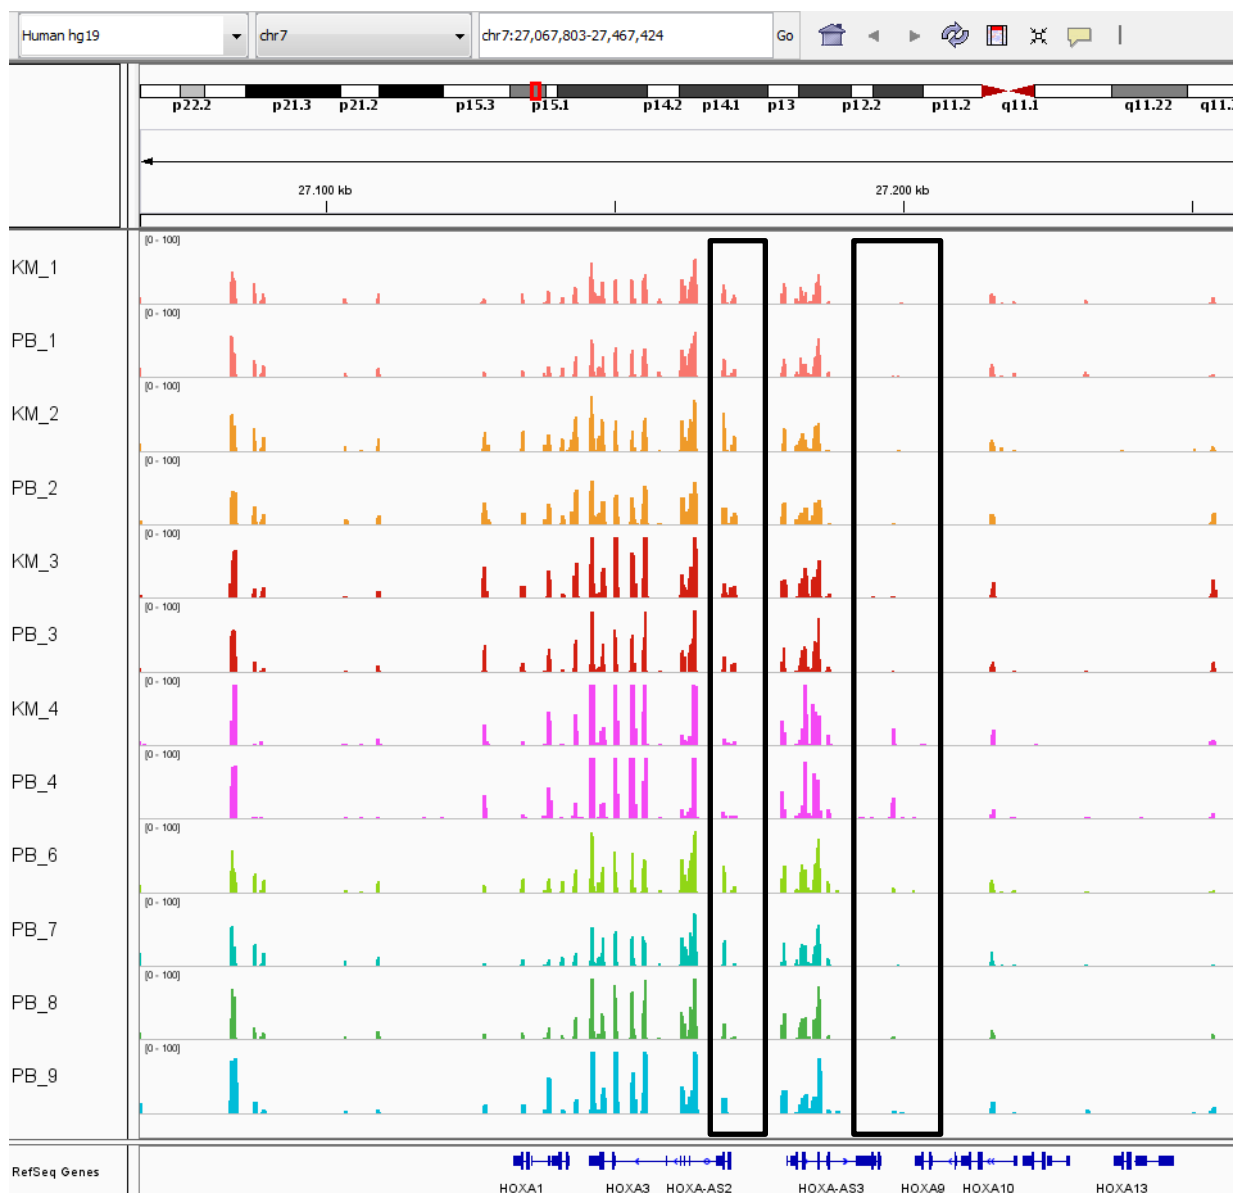 Human hg19 chr7 chr7:27,067,803-27,467,424 Go
p22.2 p21.3 p21.2 p15.3 p15.1 p14.2 p14.1 p13 p12.2 p11.2 q11.1 q11.22
27.100 kb 27.200 kb
[0 - 100]
KM_1
[0 - 100]
PB_1
[0 - 100]
KM_2
[0 - 100]
PB_2
[0 - 100]
KM_3
[0 - 100]
PB_3
[0 - 100]
KM_4
[0 - 100]
PB_4
[0 - 100]
PB_6
[0 - 100]
PB_7
[0 - 100]
PB_8
[0 - 100]
PB_9
RefSeq Genes
HOXA1 HOXA3 HOXA-AS2 HOXA-AS3 HOXA9 HOXA10 HOXA13